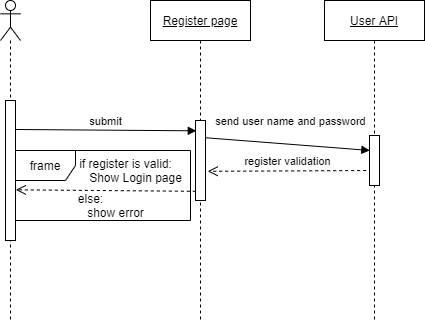 Register page
User API
submit
send user name and password
register validation
frame
if register is valid:
Show Login page
else:
show error